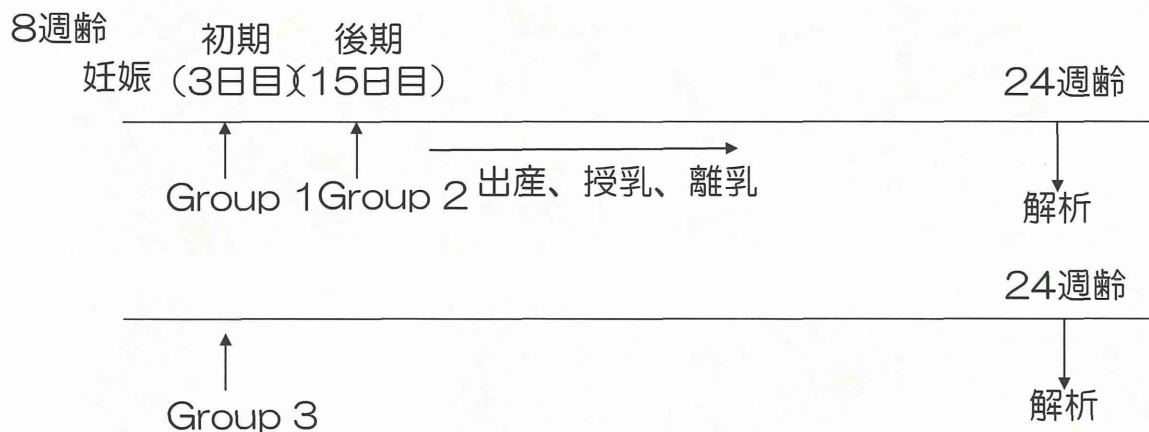 8週齢
初期 後期
妊娠 (3日目)(15日目)
24週齢
Group 1 Group 2 出産、授乳、離乳
解析
24週齢
Group 3
解析